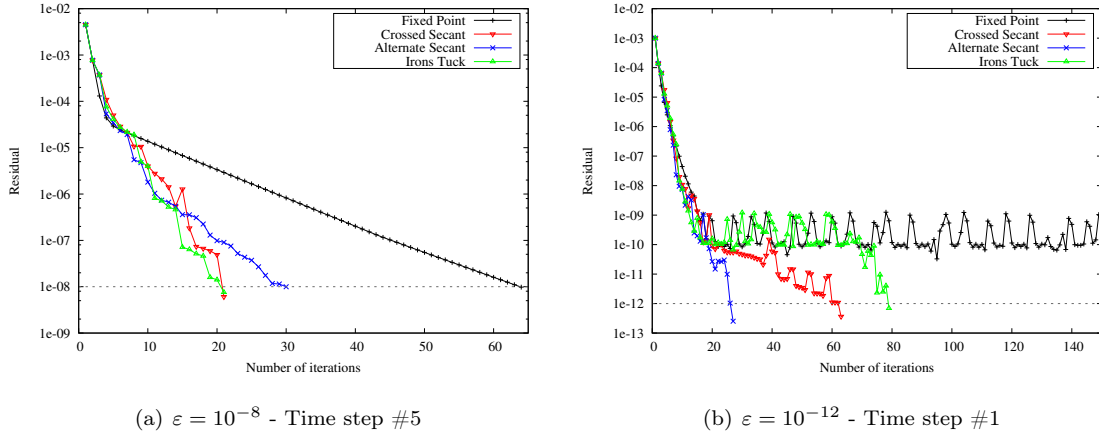 1e-02
1e-03
1e-04
1e-05
1e-06
1e-07
1e-08
1e-09
0 10 20 30 40 50 60
Residual
Number of iterations
Fixed Point
Crossed Secant
Alternate Secant
Irons Tuck
(a) ε = 10⁻⁸ - Time step #5
1e-02
1e-03
1e-04
1e-05
1e-06
1e-07
1e-08
1e-09
1e-10
1e-11
1e-12
1e-13
0 20 40 60 80 100 120 140
Residual
Number of iterations
Fixed Point
Crossed Secant
Alternate Secant
Irons Tuck
(b) ε = 10⁻¹² - Time step #1